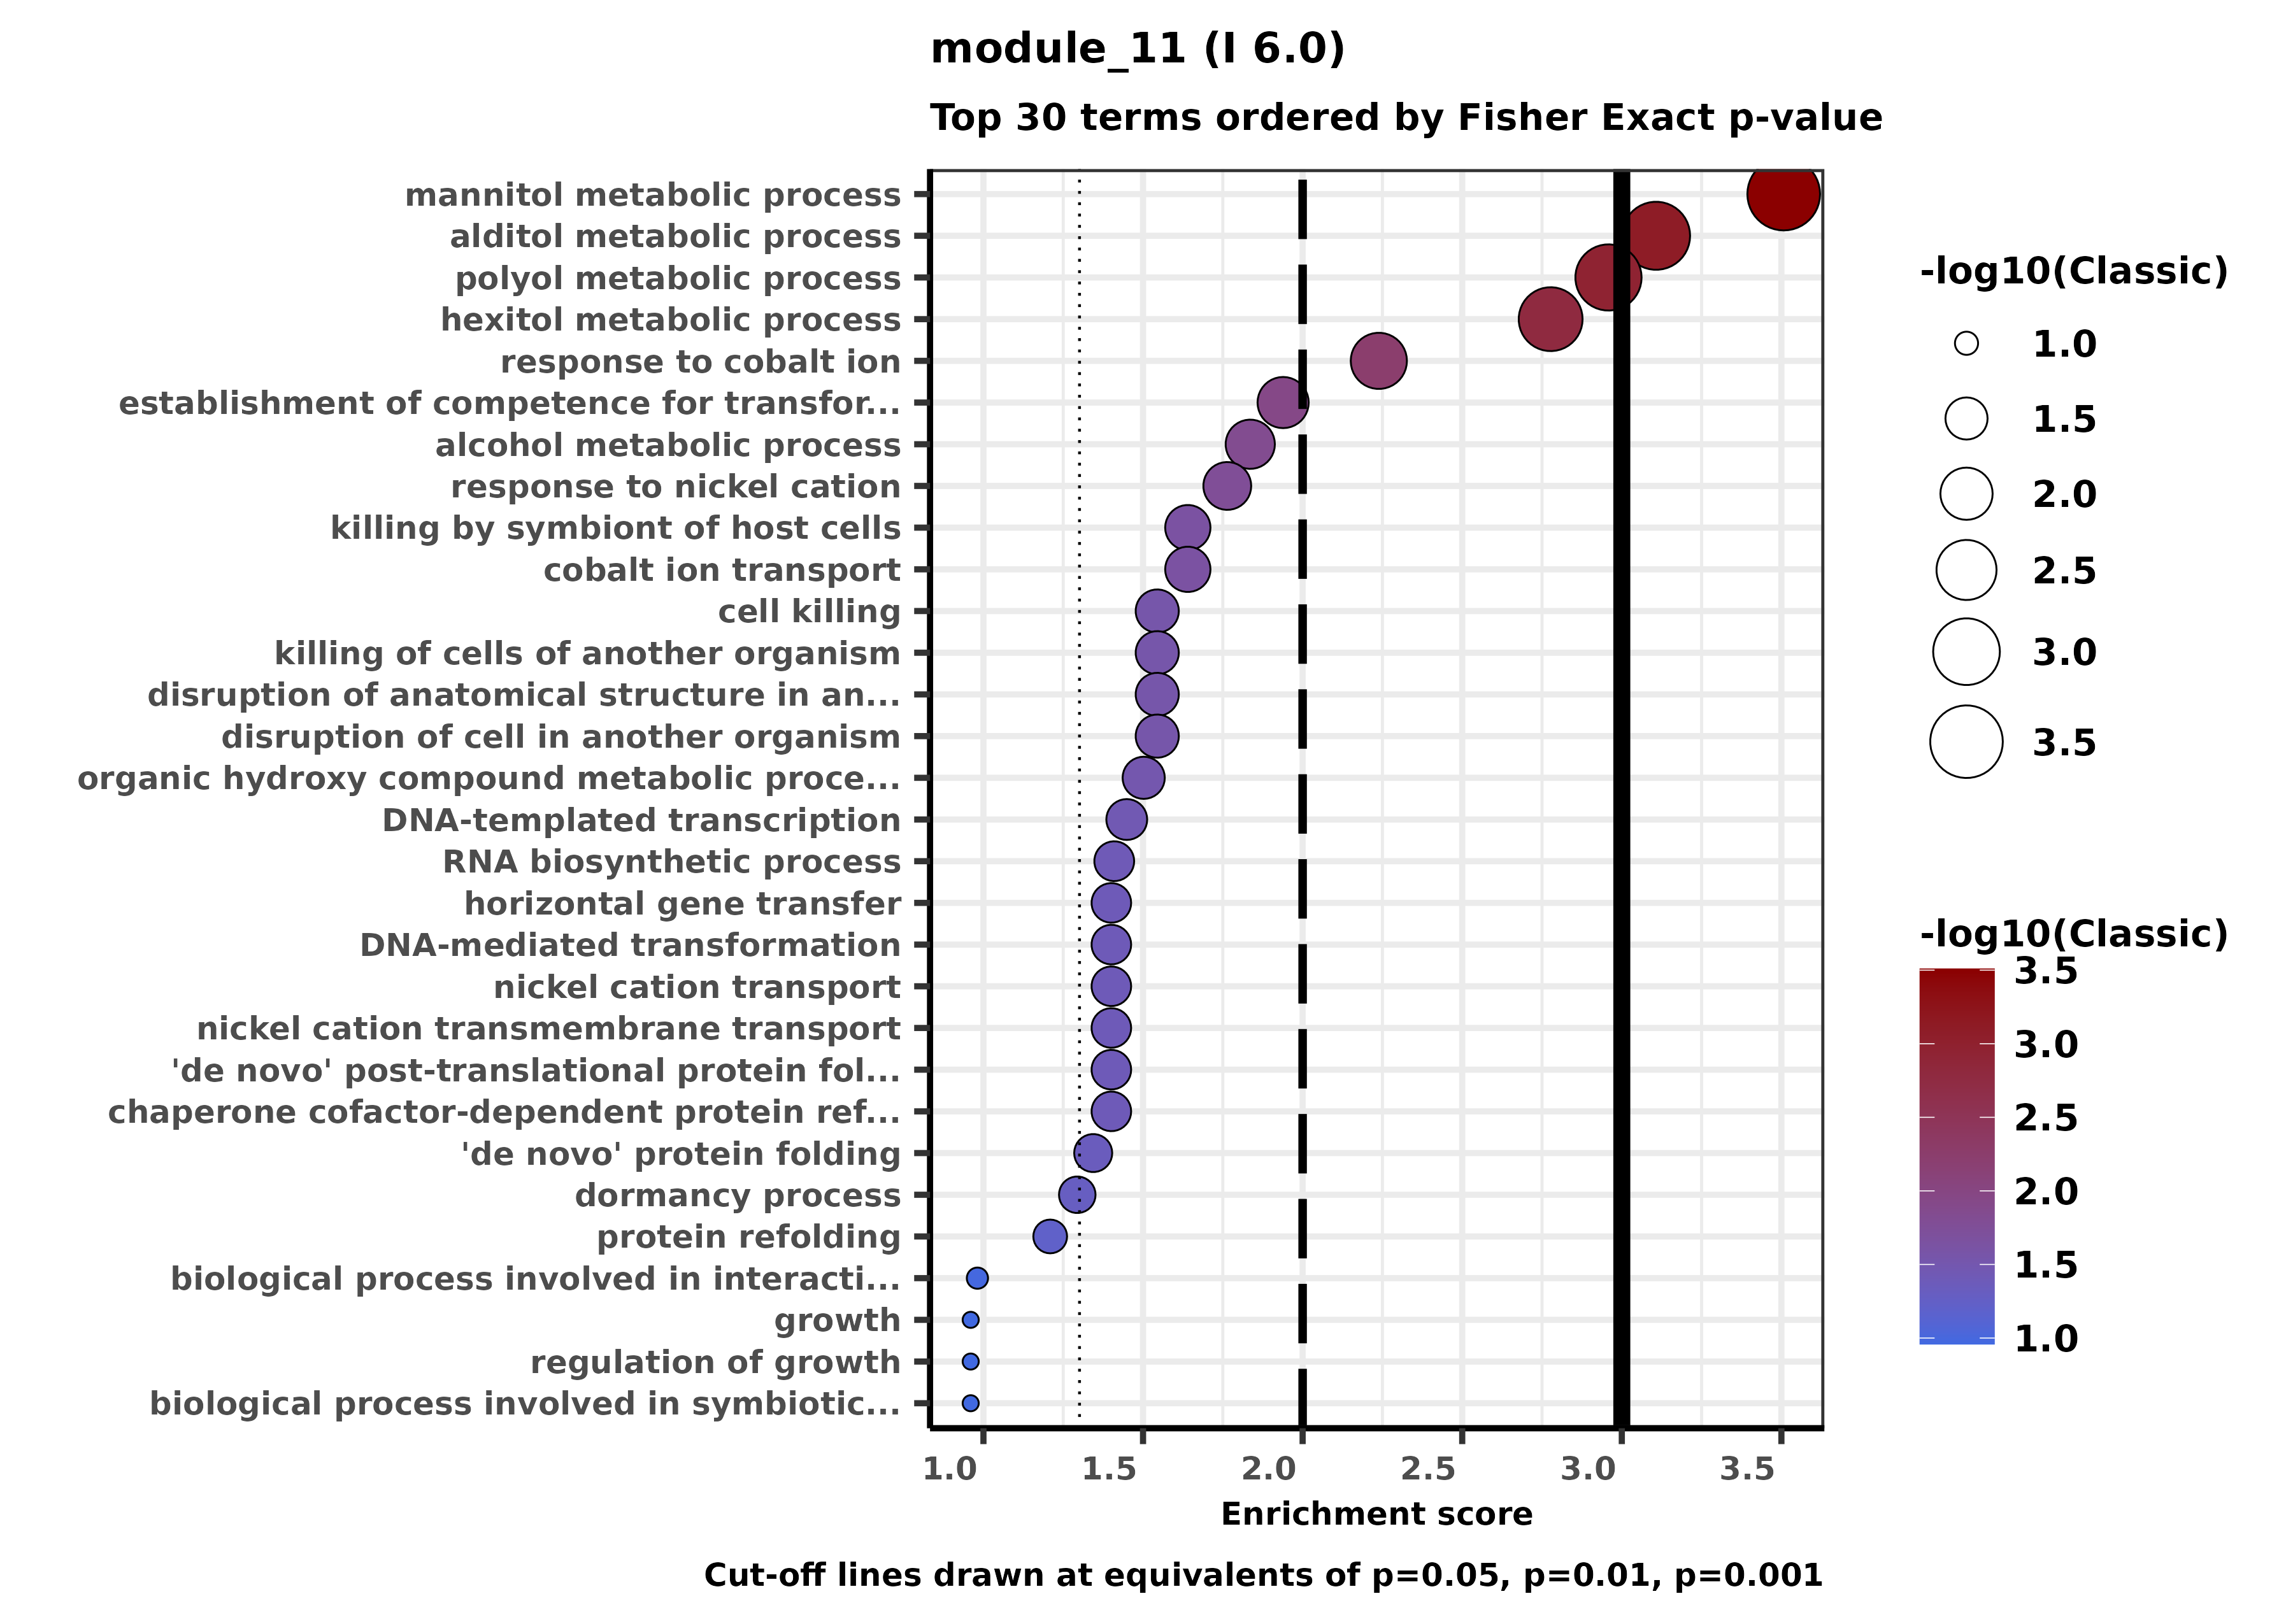 module_11 (I 6.0)
Top 30 terms ordered by Fisher Exact p-value
mannitol metabolic process
alditol metabolic process
polyol metabolic process
hexitol metabolic process
response to cobalt ion
establishment of competence for transfor...
alcohol metabolic process
response to nickel cation
killing by symbiont of host cells
cobalt ion transport
cell killing
killing of cells of another organism
disruption of anatomical structure in an...
disruption of cell in another organism
organic hydroxy compound metabolic proce...
DNA-templated transcription
RNA biosynthetic process
horizontal gene transfer
DNA-mediated transformation
nickel cation transport
nickel cation transmembrane transport
'de novo' post-translational protein fol...
chaperone cofactor-dependent protein ref...
'de novo' protein folding
dormancy process
protein refolding
biological process involved in interacti...
growth
regulation of growth
biological process involved in symbiotic...
1.0 1.5 2.0 2.5 3.0 3.5
Enrichment score
Cut-off lines drawn at equivalents of p=0.05, p=0.01, p=0.001
-log10(Classic)
1.0
1.5
2.0
2.5
3.0
3.5
-log10(Classic)
3.5
3.0
2.5
2.0
1.5
1.0